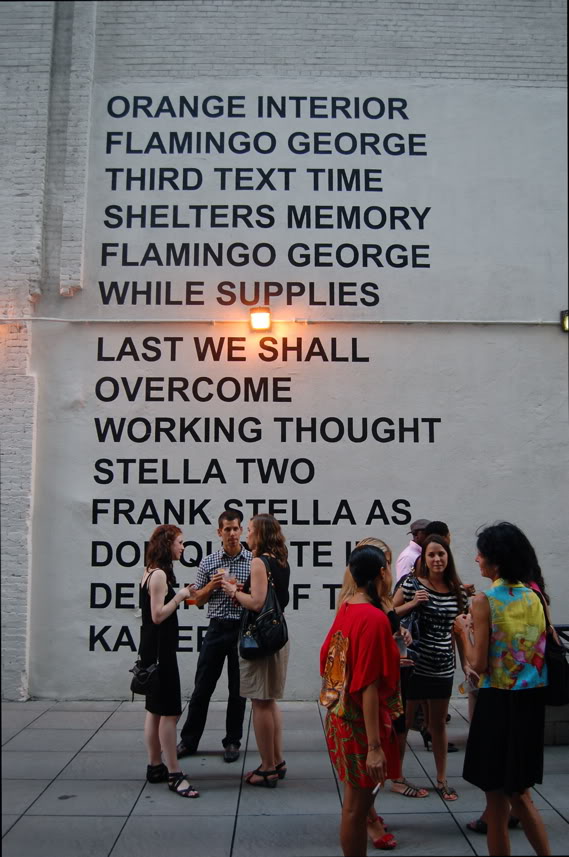 ORANGE INTERIOR
FLAMINGO GEORGE
THIRD TEXT TIME
SHELTERS MEMORY
FLAMINGO GEORGE
WHILE SUPPLIES
LAST WE SHALL
OVERCOME
WORKING THOUGHT
STELLA TWO
FRANK STELLA AS